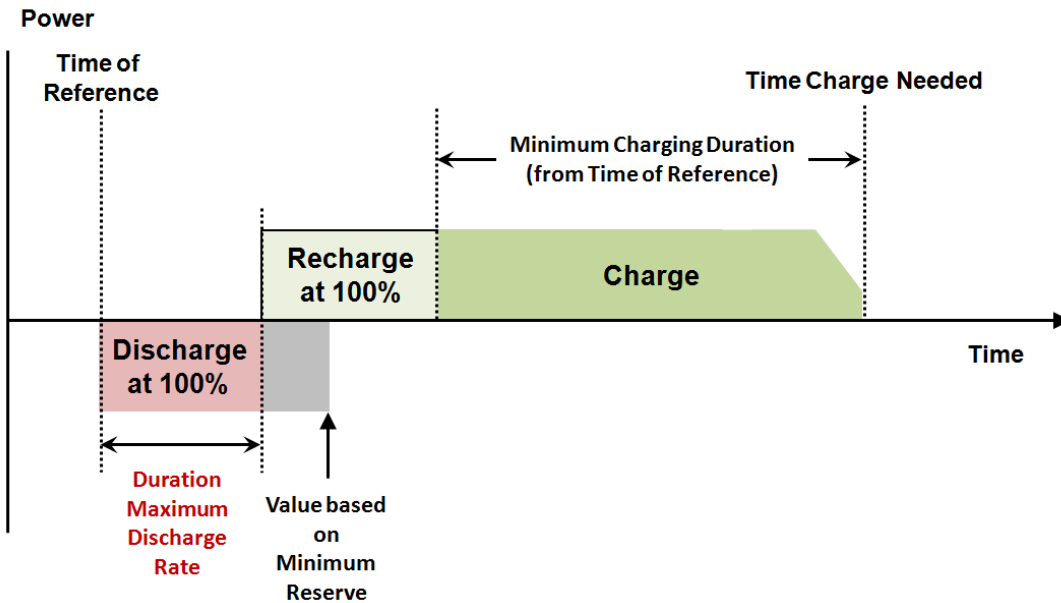 Power
Time of
Reference
Time Charge Needed
Minimum Charging Duration
(from Time of Reference)
Recharge
at 100%
Charge
Discharge
at 100%
Time
Duration
Maximum
Discharge
Rate
Value based
on
Minimum
Reserve